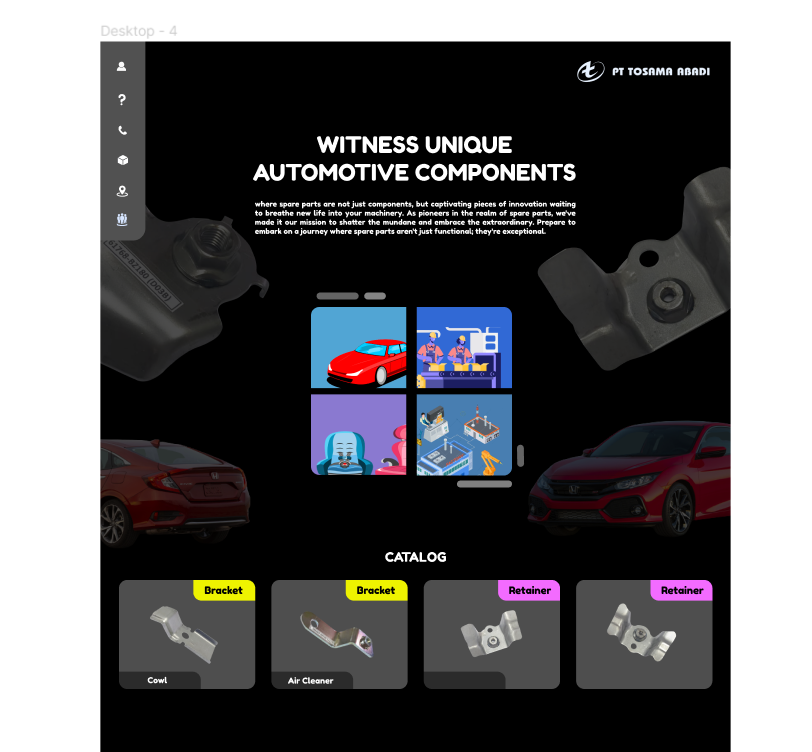 Desktop - 4
PT TOSAMA ABADI
WITNESS UNIQUE
AUTOMOTIVE COMPONENTS
where spare parts are not just components, but captivating pieces of innovation waiting
to breathe new life into your machinery. As pioneers in the realm of spare parts, we've
made it our mission to shatter the mundane and embrace the extraordinary. Prepare to
embark on a journey where spare parts aren't just functional; they're exceptional.
CATALOG
Bracket
Bracket
Retainer
Retainer
Cowl
Air Cleaner